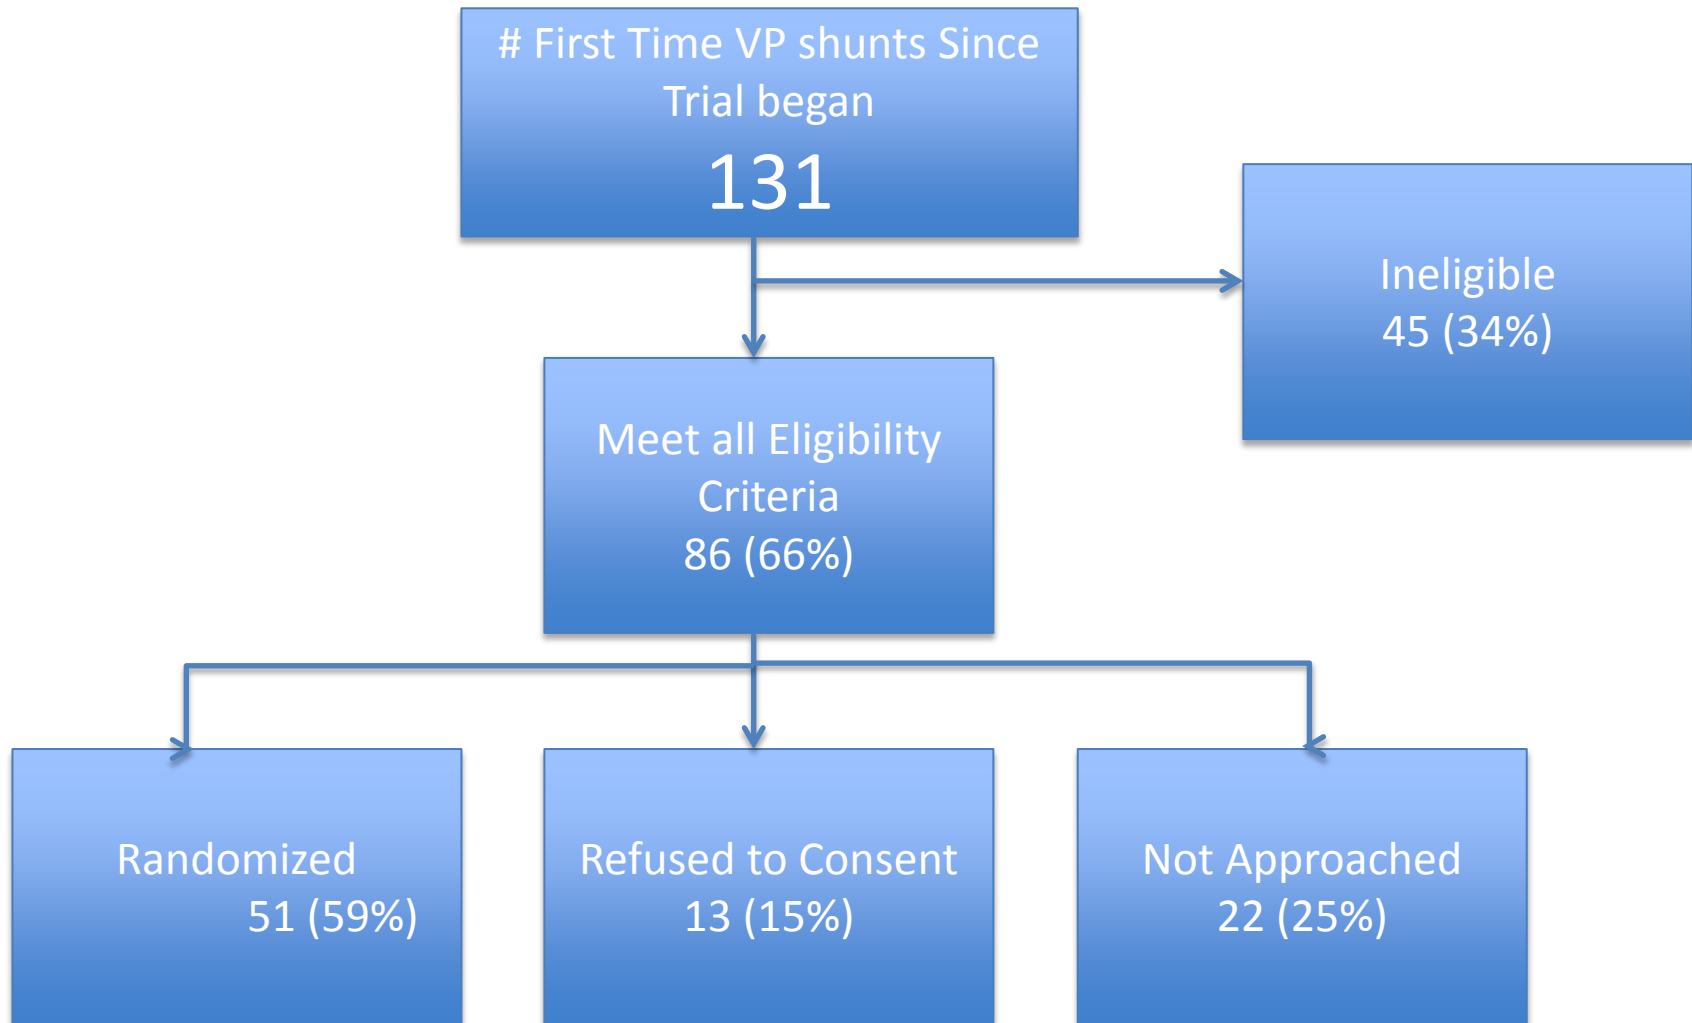 # First Time VP shunts Since
Trial began
131
Ineligible
45 (34%)
Meet all Eligibility
Criteria
86 (66%)
Randomized
51 (59%)
Refused to Consent
13 (15%)
Not Approached
22 (25%)